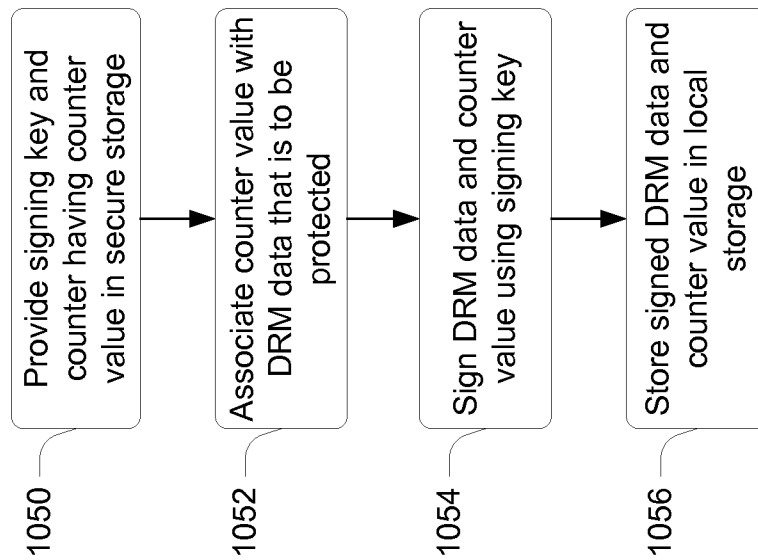 1050
Provide signing key and
counter having counter
value in secure storage
1052
Associate counter value with
DRM data that is to be
protected
1054
Sign DRM data and counter
value using signing key
1056
Store signed DRM data and
counter value in local
storage